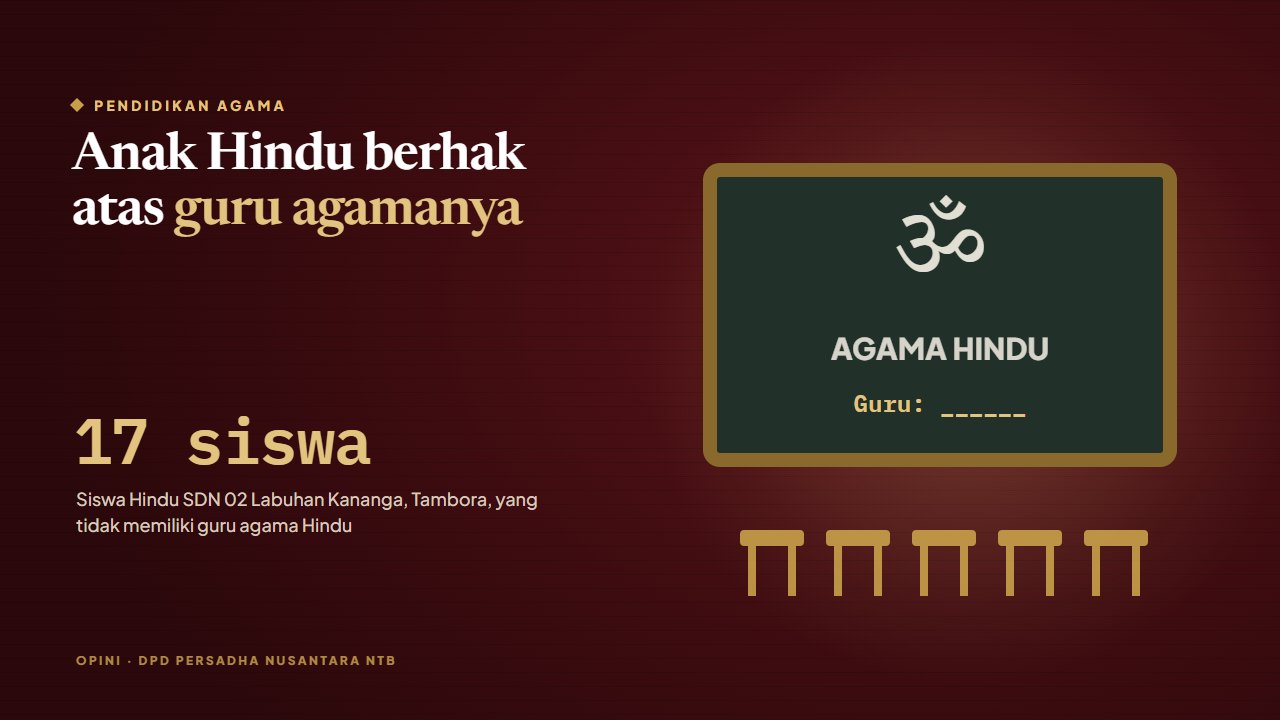 PENDIDIKAN AGAMA
Anak Hindu berhak
atas guru agamanya
17 siswa
Siswa Hindu SDN 02 Labuhan Kananga, Tambora, yang
tidak memiliki guru agama Hindu
OPINI · DPD PERSADHA NUSANTARA NTB
ॐ
AGAMA HINDU
Guru: ______